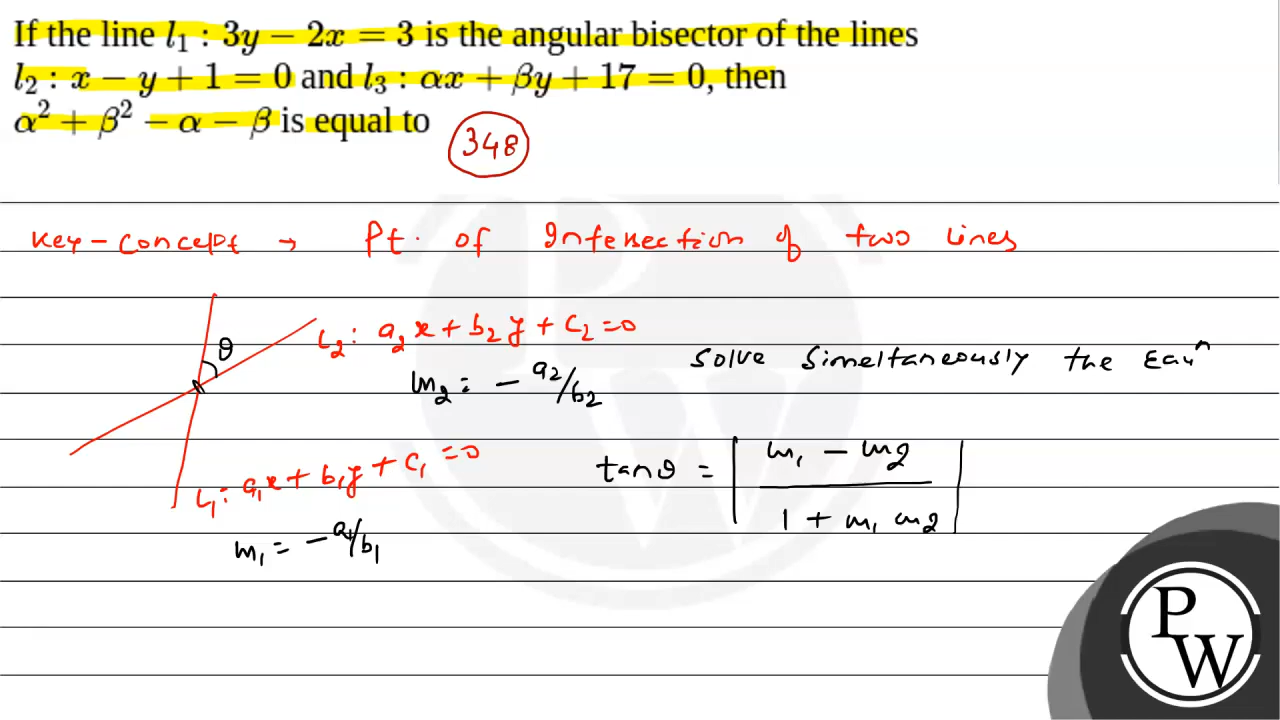 If the line l₁ : 3y − 2x = 3 is the angular bisector of the lines
l₂ : x − y + 1 = 0 and l₃ : αx + βy + 17 = 0, then
α² + β² − α − β is equal to
348
Key-concept → Pt. of Intersection of two lines
L₂: a₂x + b₂y + c₂ = 0
Solve Simeltaneously the Equⁿ
m₂ = − a₂/b₂
L₁: a₁x + b₁y + c₁ = 0
m₁ = − a₁/b₁
tanθ = | (m₁ − m₂) / (1 + m₁ m₂) |
θ
P
W
P
W